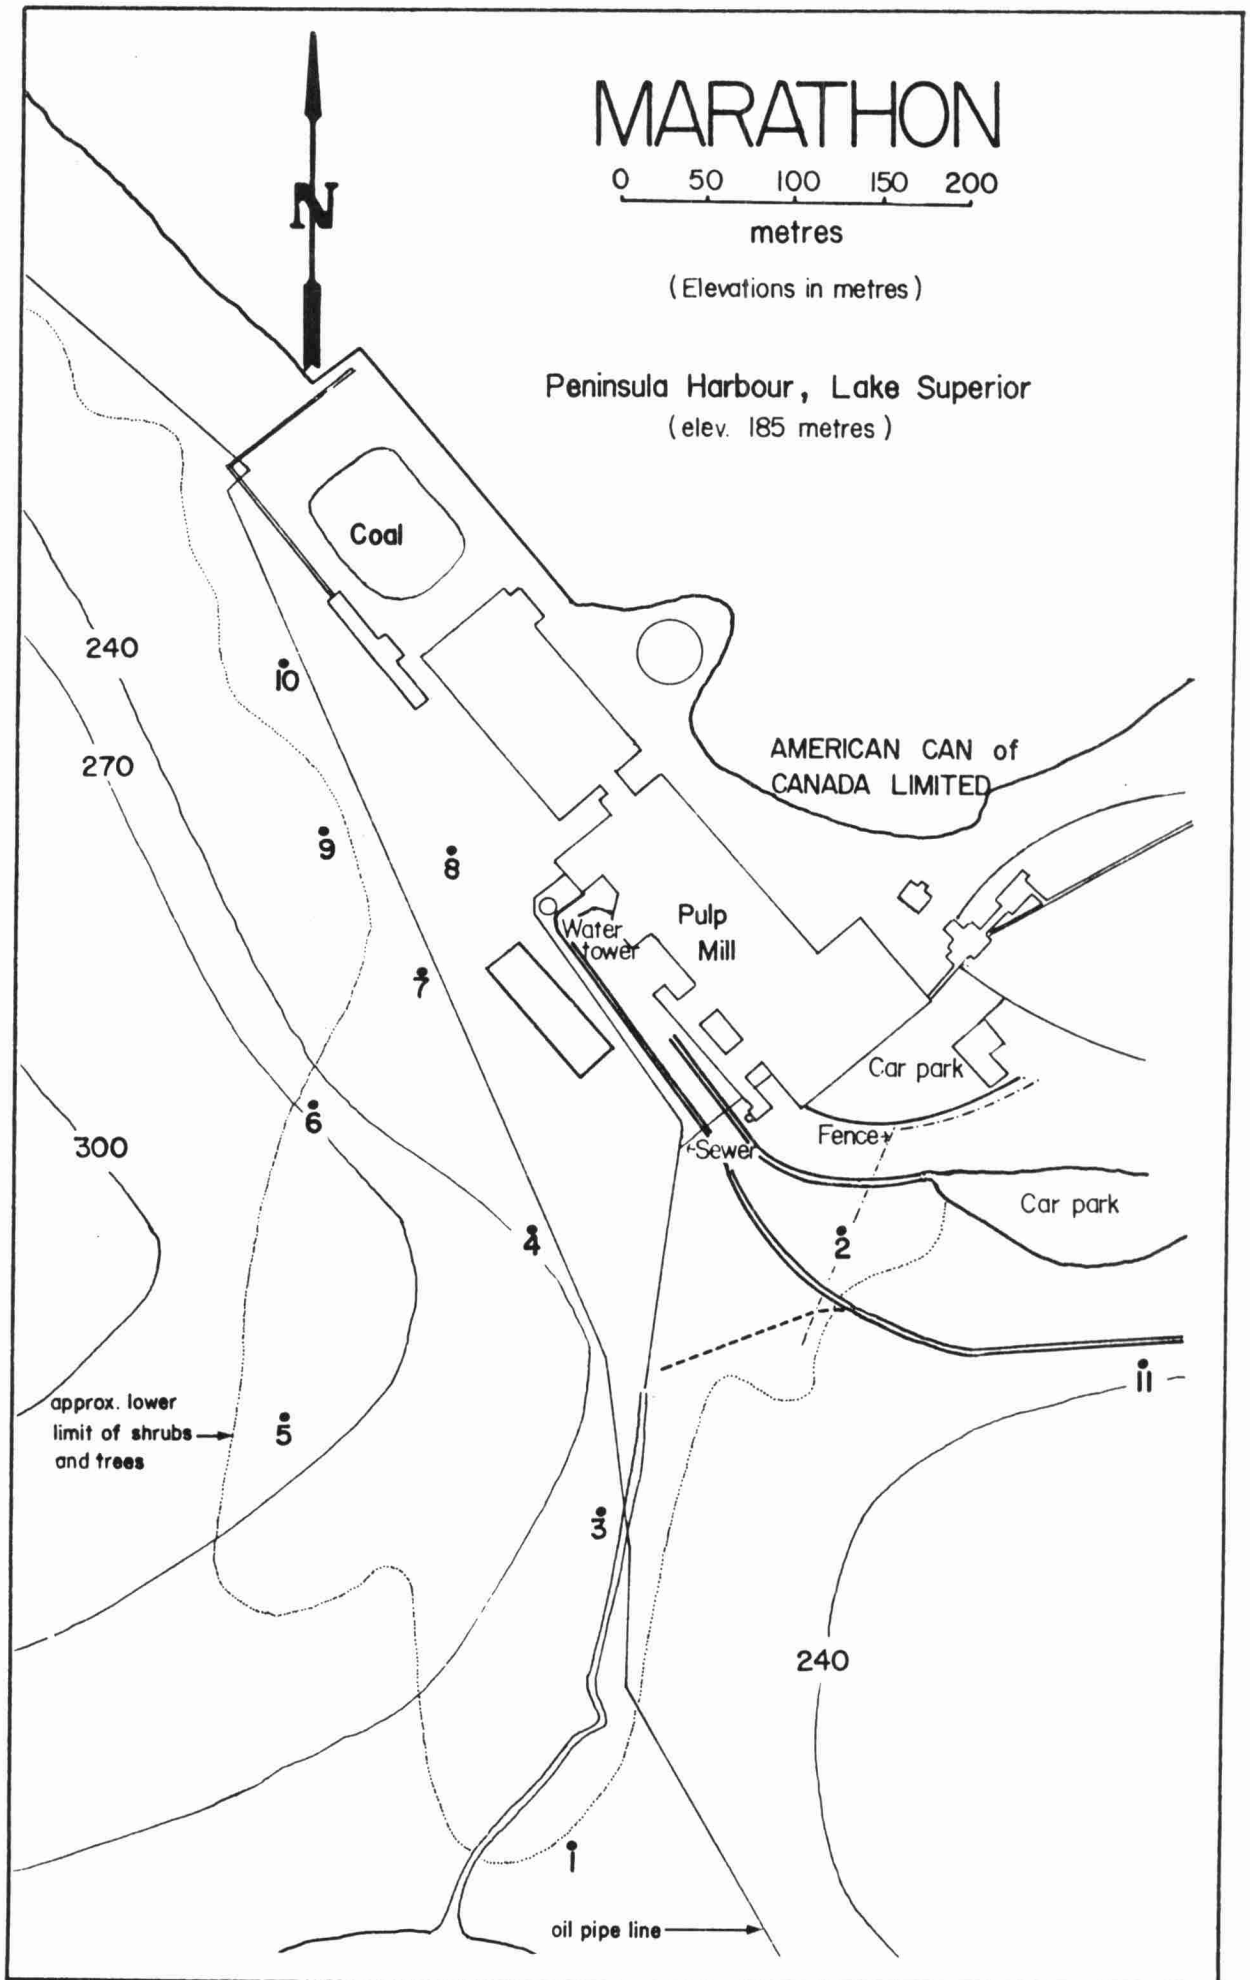 MARATHON
0 50 100 150 200
metres
(Elevations in metres)
N
Peninsula Harbour, Lake Superior
(elev. 185 metres)
Coal
240
10
270
AMERICAN CAN of
CANADA LIMITED
9
8
Pulp
Mill
Water
tower
7
Car park
6
Fence
300
Sewer
Car park
4
2
11
approx. lower
limit of shrubs
and trees
5
3
240
1
oil pipe line